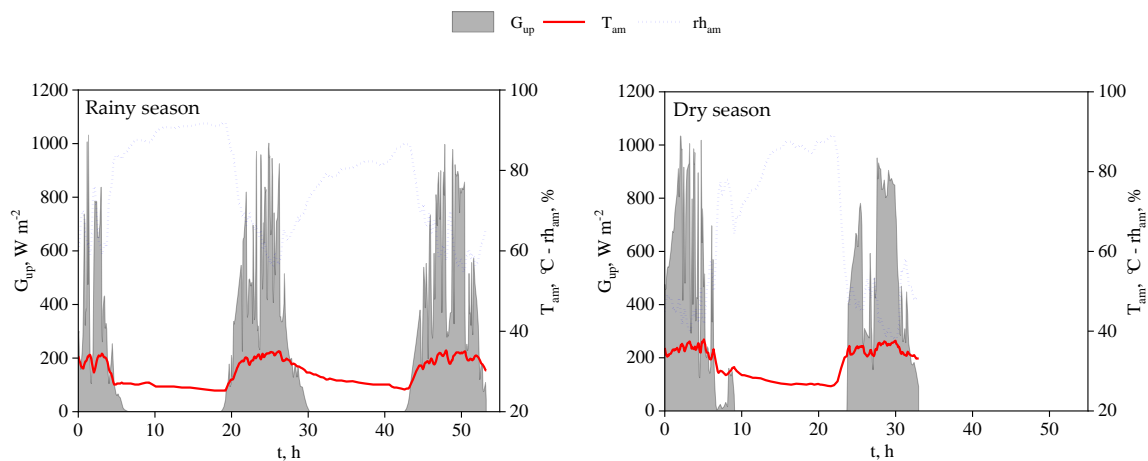 G_up T_am rh_am
Rainy season
1200
1000
800
600
400
200
0
G_up, W m⁻²
100
80
60
40
20
T_am, °C - rh_am, %
0 10 20 30 40 50
t, h
Dry season
1200
1000
800
600
400
200
0
G_up, W m⁻²
100
80
60
40
20
T_am, °C - rh_am, %
0 10 20 30 40 50
t, h